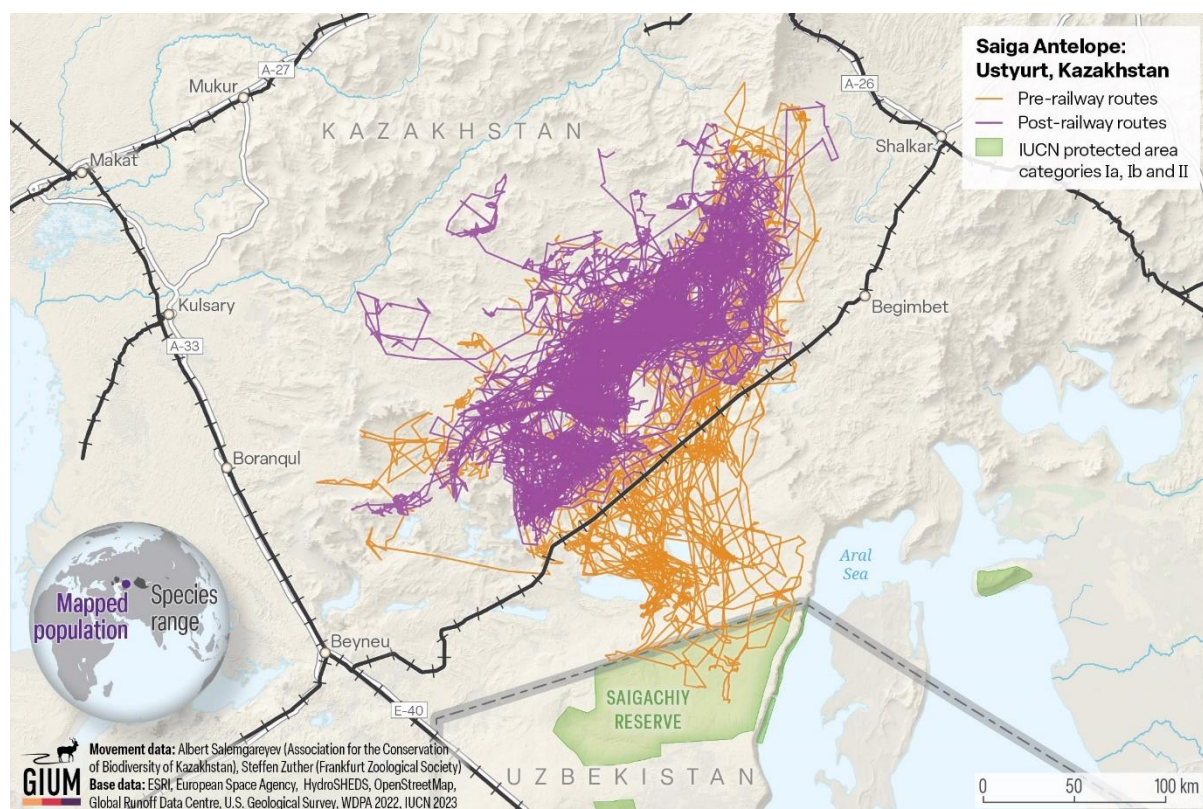 Saiga Antelope:
Ustyurt, Kazakhstan
Pre-railway routes
Post-railway routes
IUCN protected area
categories Ia, Ib and II
A-27
Mukur
KAZAKHSTAN
A-26
Shalkar
Makat
Kulsary
A-33
Begimbet
Boranqul
Aral
Sea
Mapped
population
Species
range
Beyneu
SAIGACHIY
RESERVE
E-40
UZBEKISTAN
GIUM
Movement data: Albert Salemgareyev (Association for the Conservation
of Biodiversity of Kazakhstan), Steffen Zuther (Frankfurt Zoological Society)
Base data: ESRI, European Space Agency, HydroSHEDS, OpenStreetMap,
Global Runoff Data Centre, U.S. Geological Survey, WDPA 2022, IUCN 2023
0 50 100 km